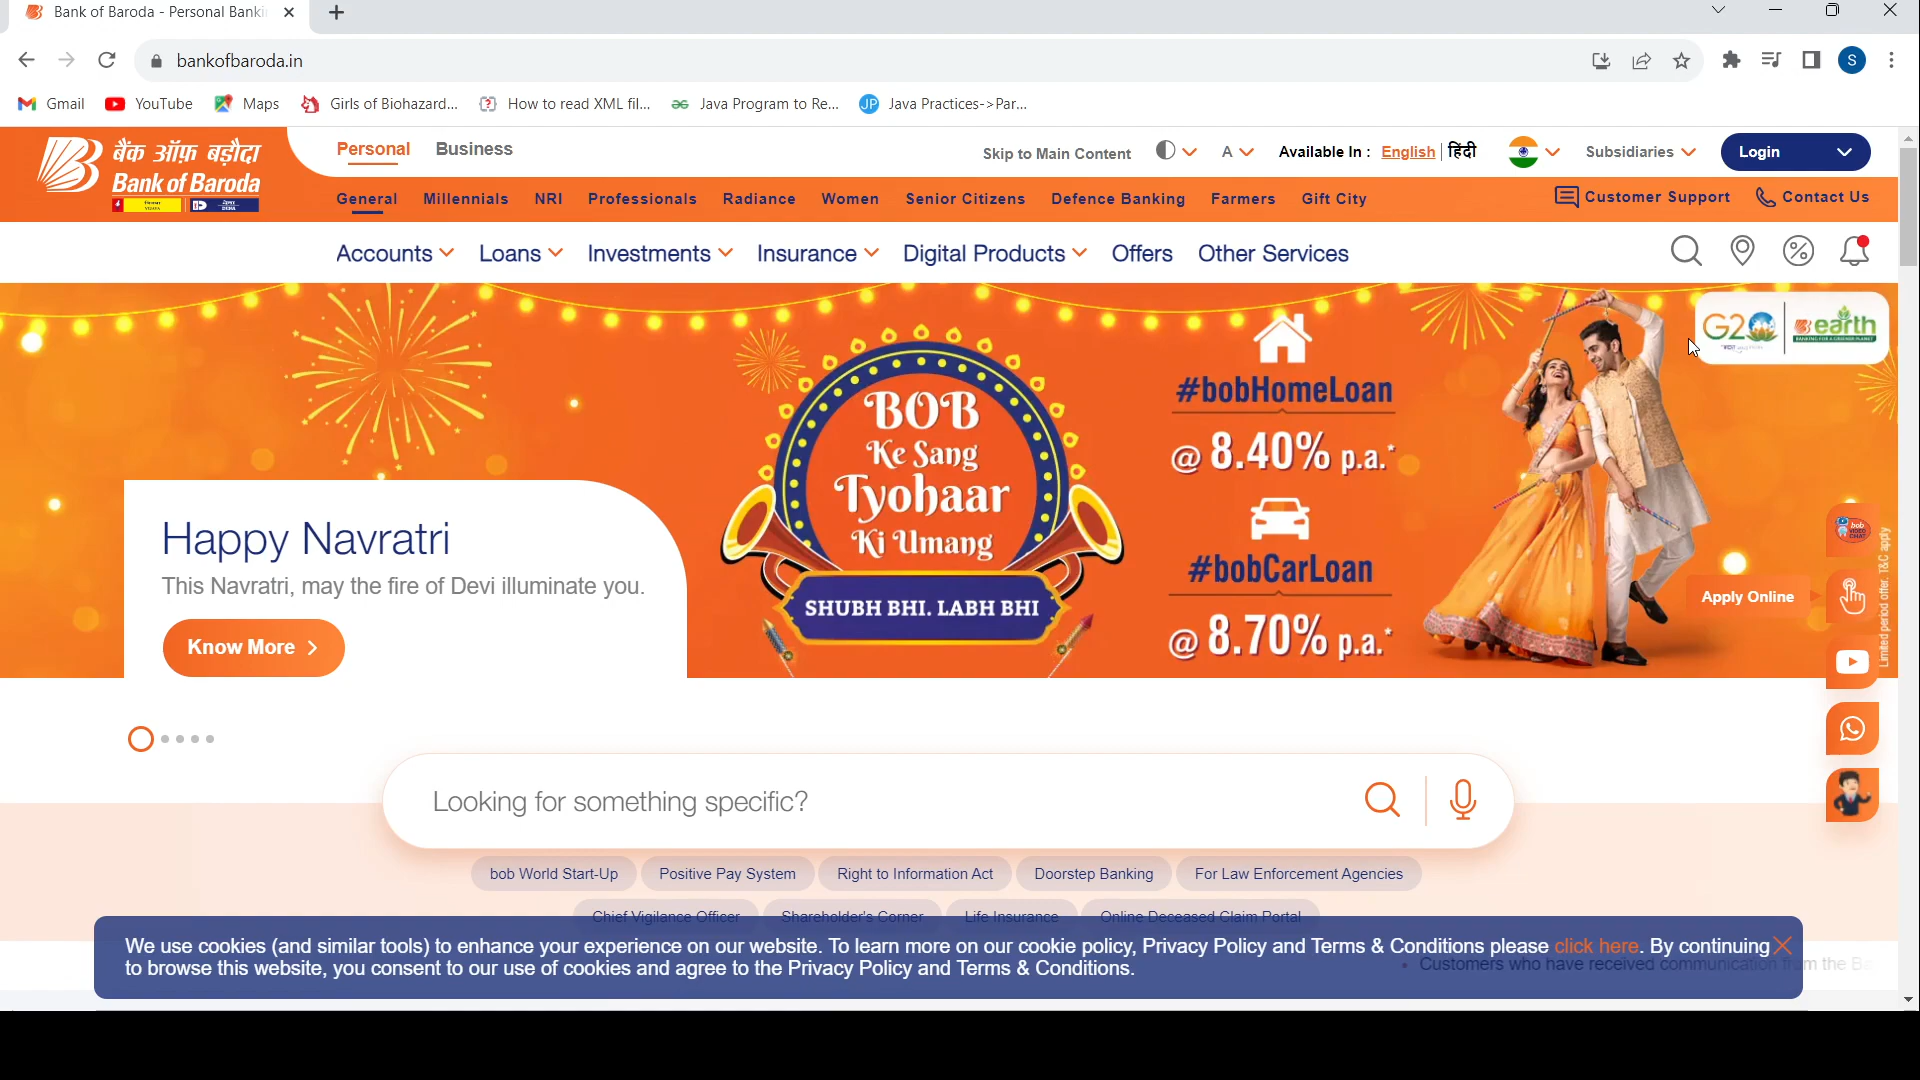 Bank of Baroda - Personal Banki
bankofbaroda.in
S
Gmail
YouTube
Maps
Girls of Biohazard...
How to read XML fil...
Java Program to Re...
JP
Java Practices->Par...
बैंक ऑफ़ बड़ौदा
Bank of Baroda
Personal
Business
Skip to Main Content
A
Available In :
English
हिंदी
Subsidiaries
Login
General
Millennials
NRI
Professionals
Radiance
Women
Senior Citizens
Defence Banking
Farmers
Gift City
Customer Support
Contact Us
Accounts
Loans
Investments
Insurance
Digital Products
Offers
Other Services
G20
earth
BOB
Ke Sang
Tyohaar
Ki Umang
SHUBH BHI. LABH BHI
#bobHomeLoan
@ 8.40% p.a.*
#bobCarLoan
@ 8.70% p.a.*
Happy Navratri
This Navratri, may the fire of Devi illuminate you.
Know More
Apply Online
Limited period offer. T&C apply
Looking for something specific?
bob World Start-Up
Positive Pay System
Right to Information Act
Doorstep Banking
For Law Enforcement Agencies
Chief Vigilance Officer
Shareholder's Corner
Life Insurance
Online Deceased Claim Portal
We use cookies (and similar tools) to enhance your experience on our website. To learn more on our cookie policy, Privacy Policy and Terms & Conditions please click here. By continuing
to browse this website, you consent to our use of cookies and agree to the Privacy Policy and Terms & Conditions.
Customers who have received communication from the Ba